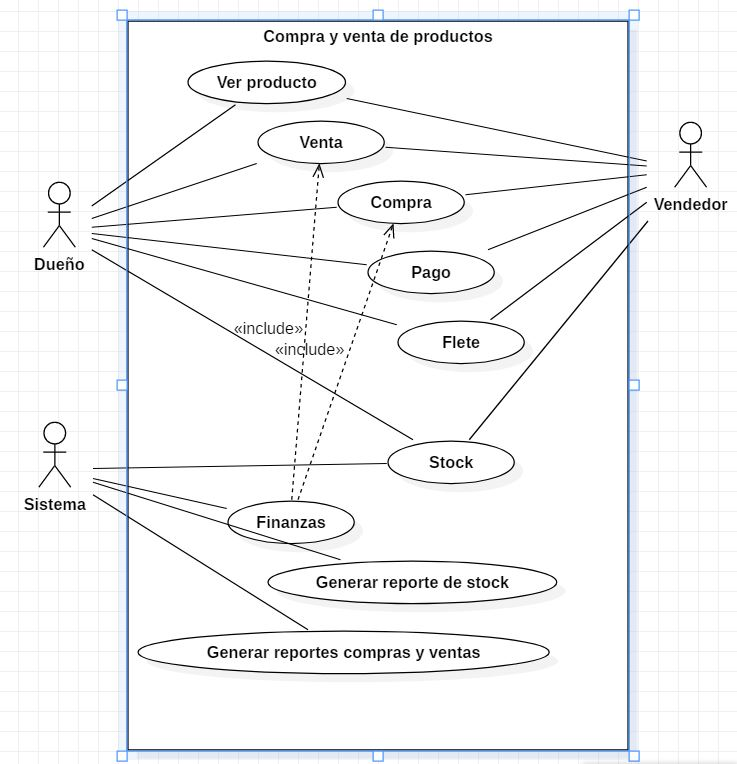 Compra y venta de productos
Ver producto
Venta
Compra
Vendedor
Dueño
Pago
«include»
Flete
«include»
Stock
Sistema
Finanzas
Generar reporte de stock
Generar reportes compras y ventas